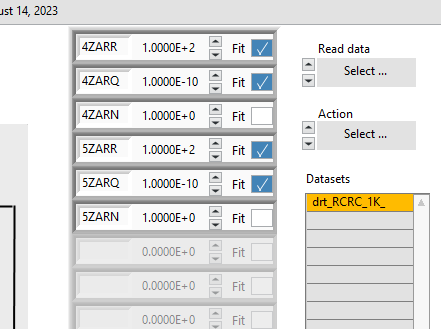 ust 14, 2023
4ZARR 1.0000E+2 Fit
4ZARQ 1.0000E-10 Fit
4ZARN 1.0000E+0 Fit
5ZARR 1.0000E+2 Fit
5ZARQ 1.0000E-10 Fit
5ZARN 1.0000E+0 Fit
0.0000E+0 Fit
0.0000E+0 Fit
0.0000E+0 Fit
Read data
Select ...
Action
Select ...
Datasets
drt_RCRC_1K_